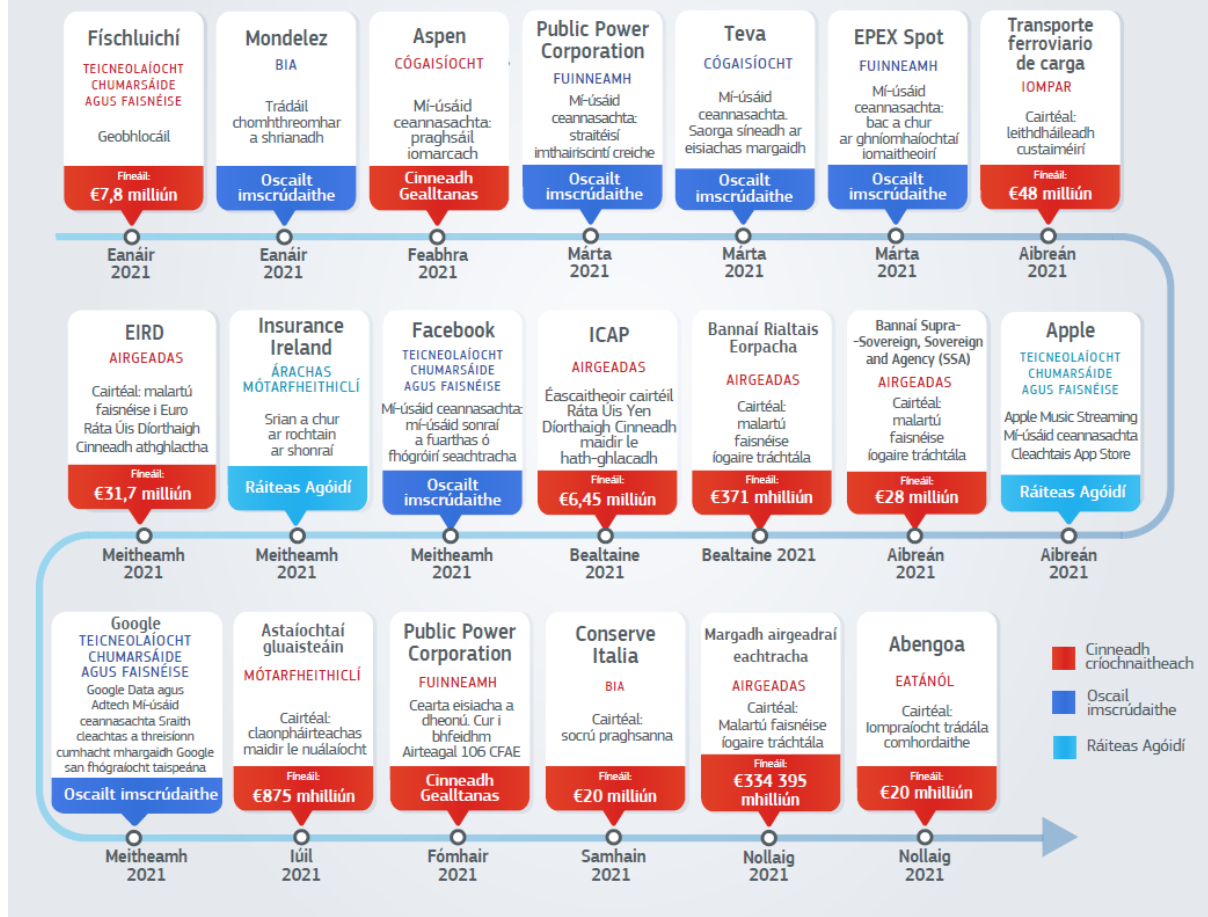 Físchluichí
TEICNEOLAÍOCHT
CHUMARSÁIDE
AGUS FAISNÉISE
Geobhlocáil
Fíneáil:
€7,8 milliún
Eanáir
2021
Mondelez
BIA
Trádáil
chomhthreomhar
a shrianadh
Oscailt
imscrúdaithe
Eanáir
2021
Aspen
CÓGAISÍOCHT
Mí-úsáid
ceannasachta:
praghsáil
iomarcach
Cinneadh
Gealltanas
Feabhra
2021
Public Power
Corporation
FUINNEAMH
Mí-úsáid
ceannasachta:
straitéisí
imthairiscintí creiche
Oscailt
imscrúdaithe
Márta
2021
Teva
CÓGAISÍOCHT
Mí-úsáid
ceannasachta.
Saorga síneadh ar
eisiachas margaidh
Oscailt
imscrúdaithe
Márta
2021
EPEX Spot
FUINNEAMH
Mí-úsáid
ceannasachta:
bac a chur
ar ghníomhaíochtaí
iomaitheoirí
Oscailt
imscrúdaithe
Márta
2021
Transporte
ferroviario
de carga
IOMPAR
Cairtéal:
leithdháileadh
custaiméirí
Fíneáil:
€48 milliún
Aibreán
2021
EIRD
AIRGEADAS
Cairtéal: malartú
faisnéise i Euro
Ráta Úis Díorthaigh
Cinneadh athghlactha
Fíneáil:
€31,7 milliún
Meitheamh
2021
Insurance
Ireland
ÁRACHAS
MÓTARFHEITHICLÍ
Srian a chur
ar rochtain
ar shonraí
Ráiteas Agóidí
Meitheamh
2021
Facebook
TEICNEOLAÍOCHT
CHUMARSÁIDE
AGUS FAISNÉISE
Mí-úsáid ceannasachta:
mí-úsáid sonraí
a fuarthas ó
fhógróirí seachtracha
Oscailt
imscrúdaithe
Meitheamh
2021
ICAP
AIRGEADAS
Éascaitheoir cairtéil
Ráta Úis Yen
Díorthaigh Cinneadh
maidir le
hath-ghlacadh
Fíneáil:
€6,45 milliún
Bealtaine
2021
Bannaí Rialtais
Eorpacha
AIRGEADAS
Cairtéal:
malartú
faisnéise
íogaire tráchtála
Fíneáil:
€371 mhilliún
Bealtaine 2021
Bannaí Supra-
-Sovereign, Sovereign
and Agency (SSA)
AIRGEADAS
Cairtéal:
malartú
faisnéise
íogaire tráchtála
Fíneáil:
€28 milliún
Aibreán
2021
Apple
TEICNEOLAÍOCHT
CHUMARSÁIDE
AGUS FAISNÉISE
Apple Music Streaming
Mí-úsáid ceannasachta
Cleachtais App Store
Ráiteas Agóidí
Aibreán
2021
Google
TEICNEOLAÍOCHT
CHUMARSÁIDE
AGUS FAISNÉISE
Google Data agus
Adtech Mí-úsáid
ceannasachta Sraith
cleachtas a threisíonn
cumhacht mhargaidh Google
san fhógraíocht taispeána
Oscailt imscrúdaithe
Meitheamh
2021
Astaíochtaí
gluaisteáin
MÓTARFHEITHICLÍ
Cairtéal:
claonpháirteachas
maidir le nuálaíocht
Fíneáil:
€875 mhilliún
Iúil
2021
Public Power
Corporation
FUINNEAMH
Cearta eisiacha a
dheonú. Cur i
bhfeidhm
Airteagal 106 CFAE
Cinneadh
Gealltanas
Fómhair
2021
Conserve
Italia
BIA
Cairtéal:
socrú praghsanna
Fíneáil:
€20 milliún
Samhain
2021
Margadh airgeadraí
eachtracha
AIRGEADAS
Cairtéal:
Malartú faisnéise
íogaire tráchtála
Fíneáil:
€334 395
mhilliún
Nollaig
2021
Abengoa
EATÁNÓL
Cairtéal:
Iompraíocht trádála
comhordaithe
Fíneáil:
€20 mhilliún
Nollaig
2021
Cinneadh
críochnaitheach
Oscail
imscrúdaithe
Ráiteas Agóidí